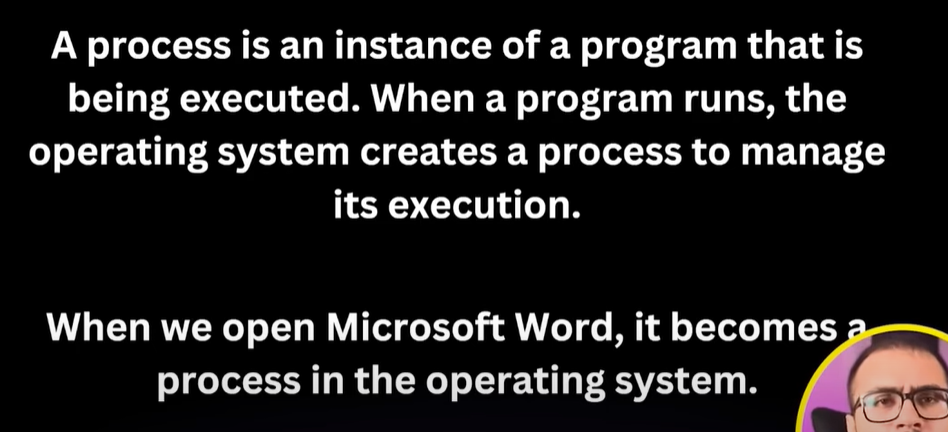 A process is an instance of a program that is
being executed. When a program runs, the
operating system creates a process to manage
its execution.
When we open Microsoft Word, it becomes a
process in the operating system.